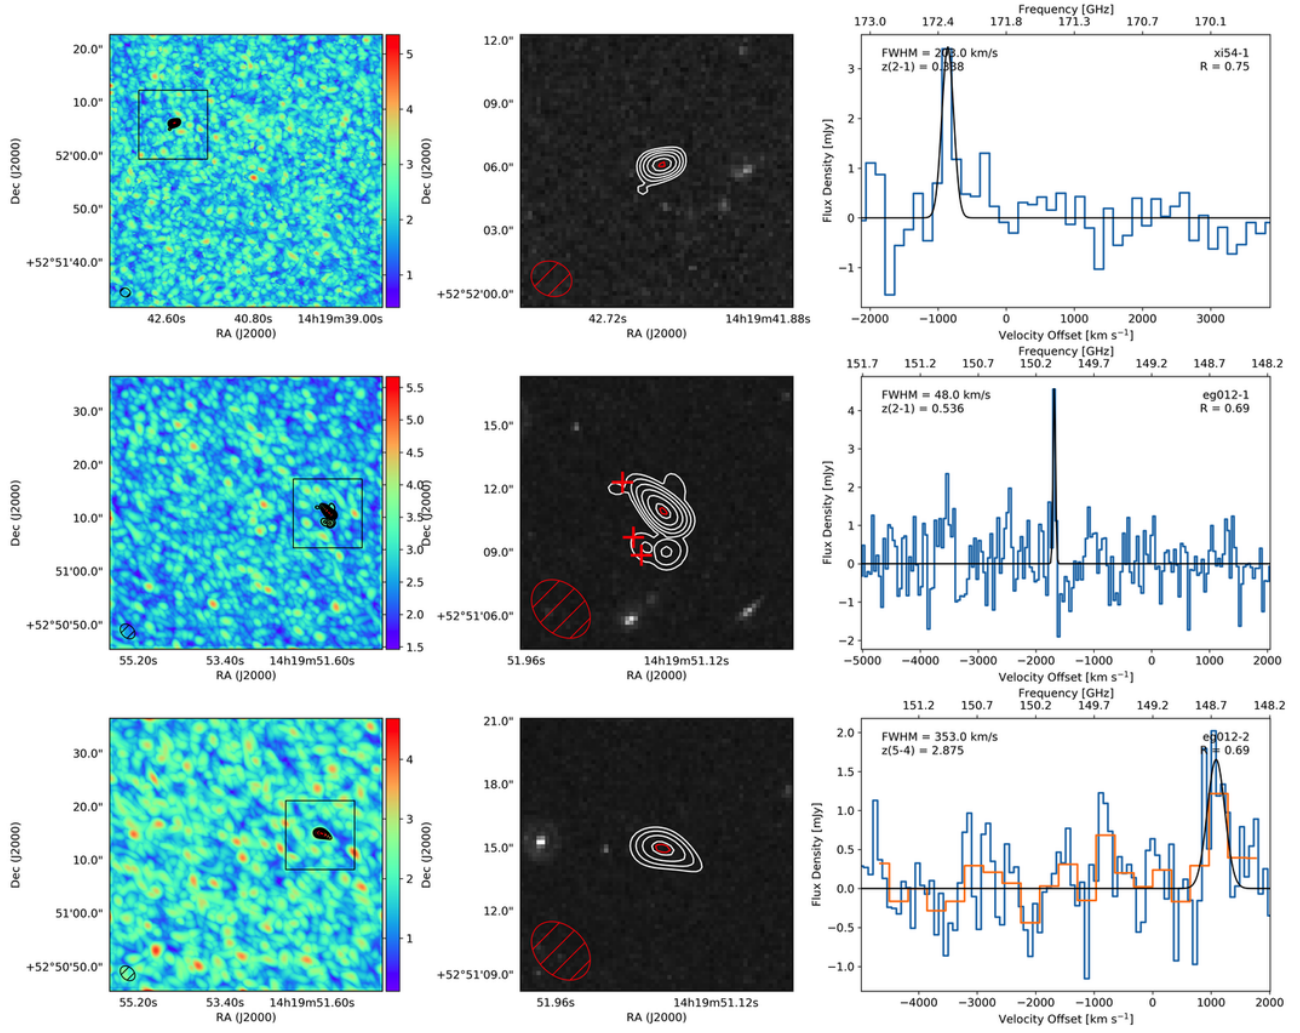 20.0"
10.0"
52'00.0"
50.0"
+52°51'40.0"
Dec (J2000)
42.60s 40.80s 14h19m39.00s
RA (J2000)
5
4
3
2
1
Dec (J2000)
12.0"
09.0"
06.0"
03.0"
+52°52'00.0"
42.72s 14h19m41.88s
RA (J2000)
Frequency [GHz]
173.0 172.4 171.8 171.3 170.7 170.1
FWHM = 203.0 km/s xi54-1
z(2-1) = 0.338 R = 0.75
Flux Density [mJy]
3
2
1
0
−1
−2000 −1000 0 1000 2000 3000
Velocity Offset [km s⁻¹]
30.0"
20.0"
10.0"
51'00.0"
+52°50'50.0"
Dec (J2000)
55.20s 53.40s 14h19m51.60s
RA (J2000)
5.5
5.0
4.5
4.0
3.5
3.0
2.5
2.0
1.5
Dec (J2000)
15.0"
12.0"
09.0"
+52°51'06.0"
51.96s 14h19m51.12s
RA (J2000)
Frequency [GHz]
151.7 151.2 150.7 150.2 149.7 149.2 148.7 148.2
FWHM = 48.0 km/s eg012-1
z(2-1) = 0.536 R = 0.69
Flux Density [mJy]
4
3
2
1
0
−1
−2
−5000 −4000 −3000 −2000 −1000 0 1000 2000
Velocity Offset [km s⁻¹]
30.0"
20.0"
10.0"
51'00.0"
+52°50'50.0"
Dec (J2000)
55.20s 53.40s 14h19m51.60s
RA (J2000)
4
3
2
1
Dec (J2000)
21.0"
18.0"
15.0"
12.0"
+52°51'09.0"
51.96s 14h19m51.12s
RA (J2000)
Frequency [GHz]
151.2 150.7 150.2 149.7 149.2 148.7 148.2
FWHM = 353.0 km/s eg012-2
z(5-4) = 2.875 R = 0.69
Flux Density [mJy]
2.0
1.5
1.0
0.5
0.0
−0.5
−1.0
−4000 −3000 −2000 −1000 0 1000 2000
Velocity Offset [km s⁻¹]